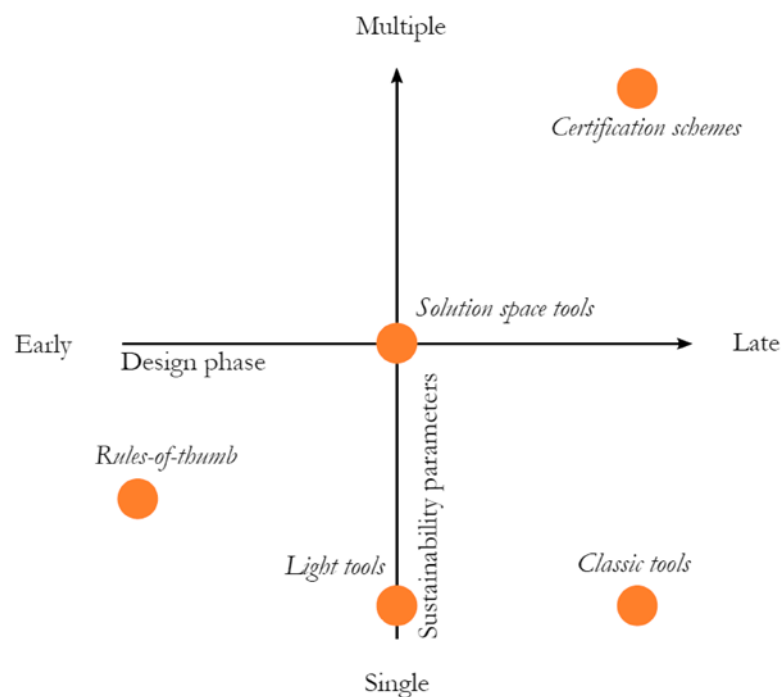 Multiple
Certification schemes
Solution space tools
Early
Late
Design phase
Sustainability parameters
Rules-of-thumb
Light tools
Classic tools
Single